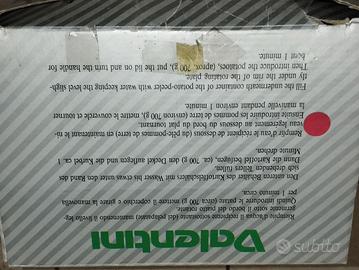 Valentini
Riempire d'acqua il recipiente sottostante del (pelapatate) mantenendo il livello leg-
germente sotto il bordo del piatto rotante.
Quindi introdurre le patate (circa 700 g) mettere il coperchio e girare la manovella
per 1 minuto circa.
Den unteren Behälter des Kartoffelschälers mit Wasser bis etwas unter den Rand des
sich drehenden Tellers füllen.
Dann die Kartoffeln einfügen, (ca. 700 g) den Deckel auflegen und die Kurbel ca. 1
Minute drehen.
Remplir d'eau le récipient de dessous (du pèle-pommes de terre) en maintenant le ni-
veau légèrement au-dessous du bord du plat tournant.
Ensuite introduire les pommes de terre (environ 700 g), mettre le couvercle et tourner
la manivelle pendant environ 1 minute.
Fill the underneath container of the (potato-peeler) with water keeping the level sligh-
tly under the rim of the rotating plate.
Then introduce the potatoes, (approx. 700 g), put the lid on and turn the handle for
bout 1 minute.
subito